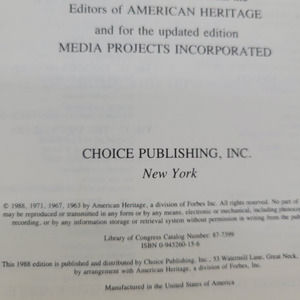 Editors of AMERICAN HERITAGE
and for the updated edition
MEDIA PROJECTS INCORPORATED
CHOICE PUBLISHING, INC.
New York
© 1988, 1971, 1967, 1963 by American Heritage, a division of Forbes Inc. All rights reserved. No part of
may be reproduced or transmitted in any form or by any means, electronic or mechanical, including
recording, or by any information storage or retrieval system without permission in writing from the
Library of Congress Catalog Number: 87-7399
ISBN 0-945260-15-6
This 1988 edition is published and distributed by Choice Publishing, Inc., 53 Watermill Lane, Great Neck,
by arrangement with American Heritage, a division of Forbes, Inc.
Manufactured in the United States of America